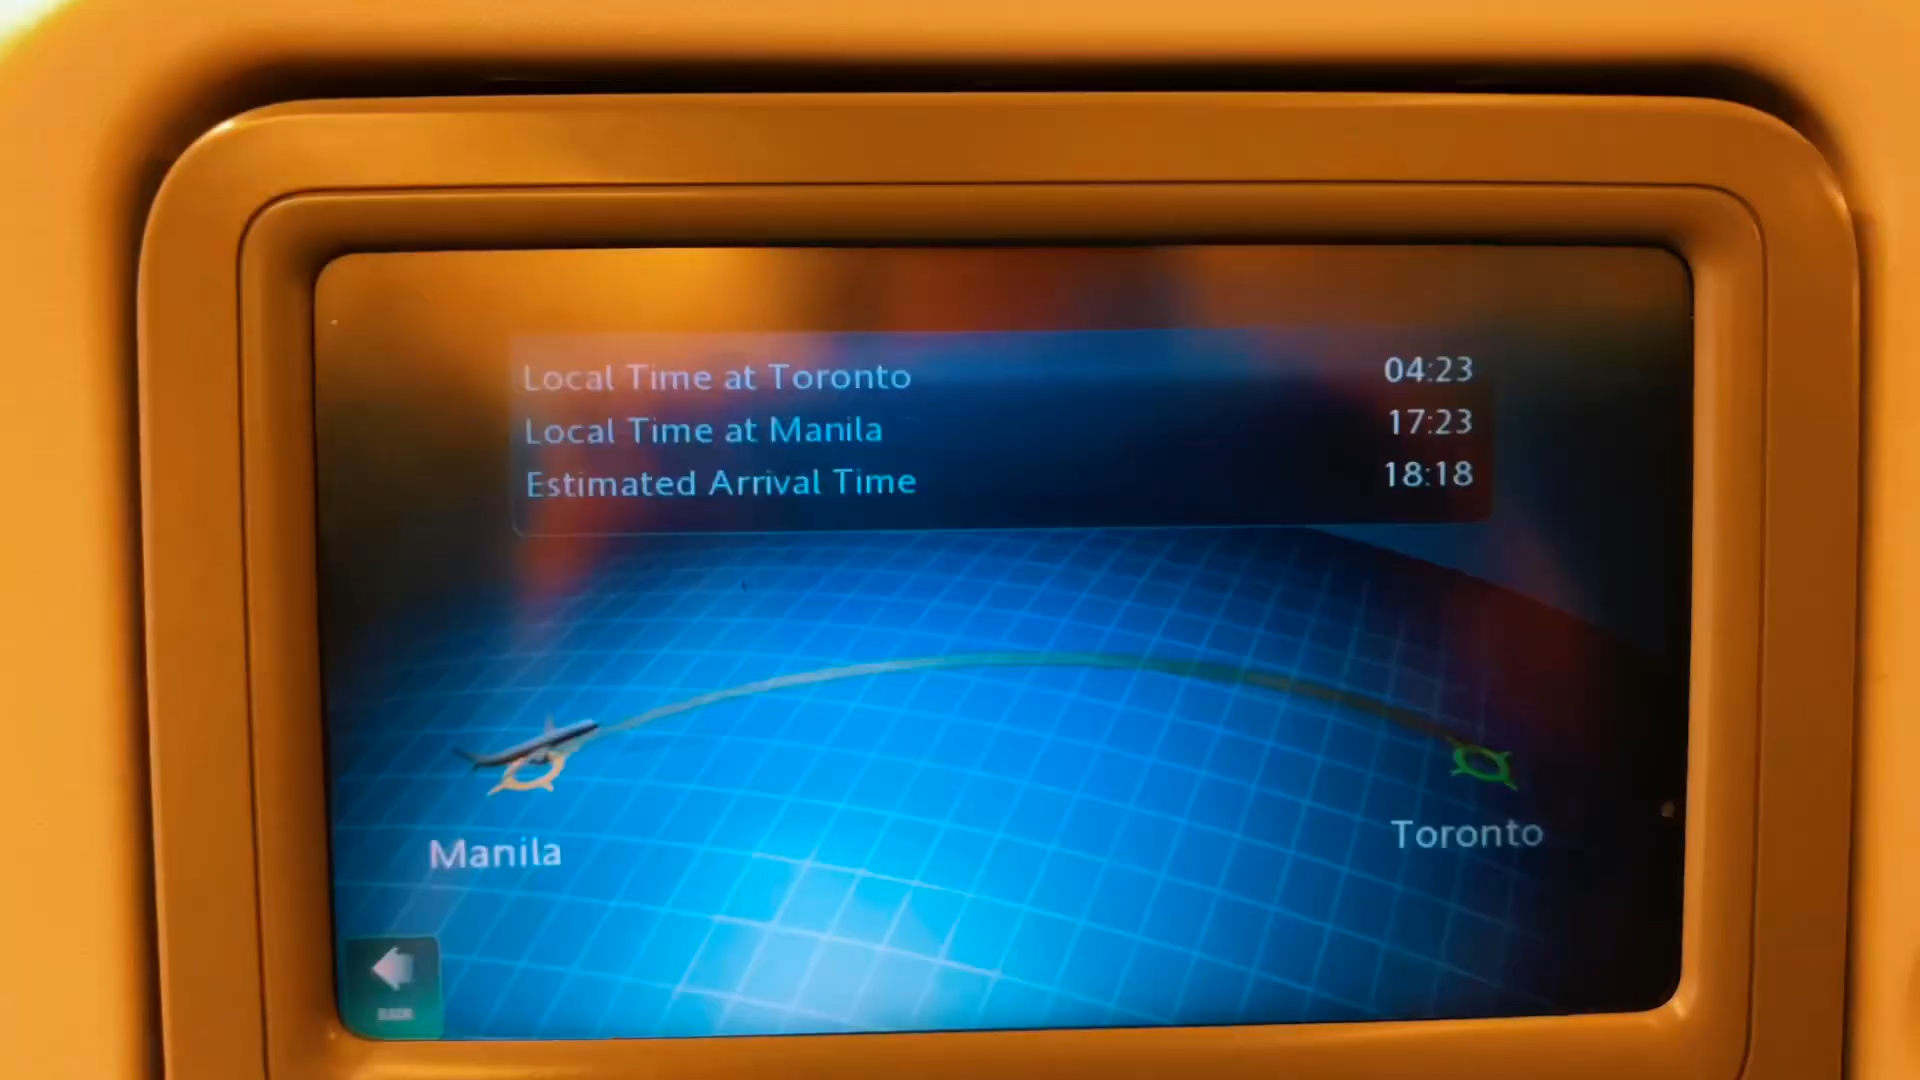 Local Time at Toronto 04:23
Local Time at Manila 17:23
Estimated Arrival Time 18:18
Manila
Toronto
BACK